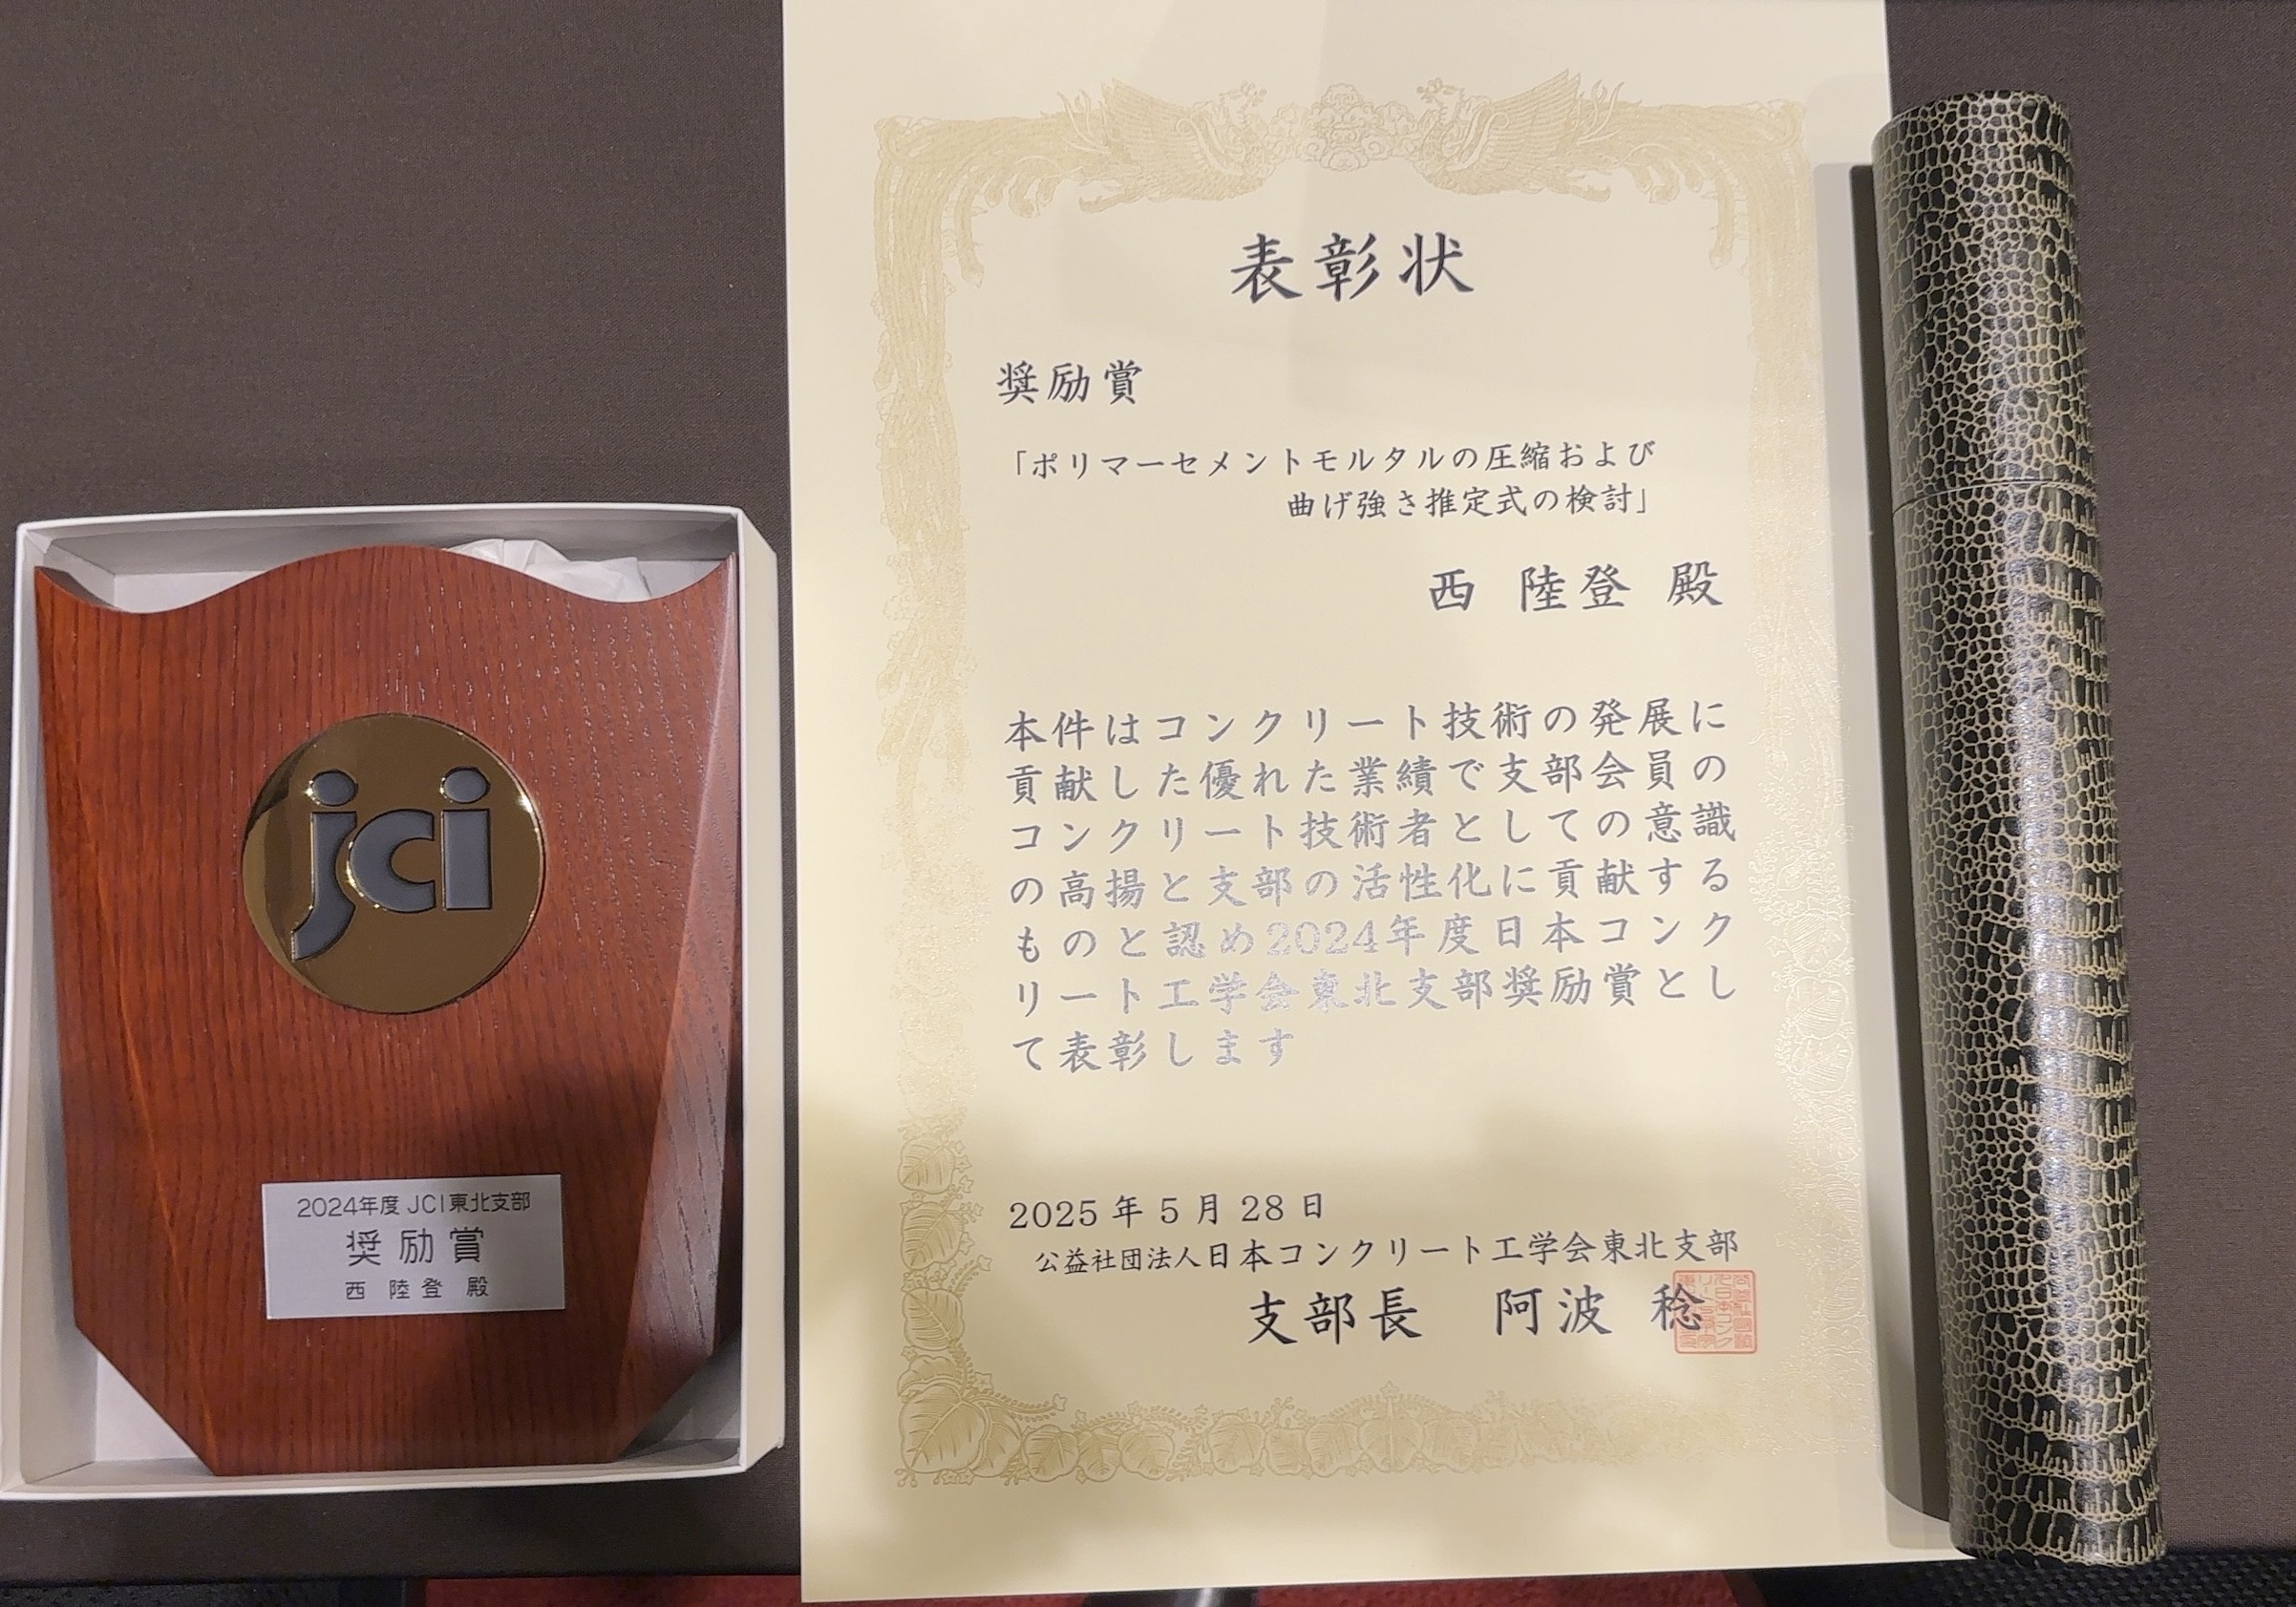 jci
2024年度 JCI東北支部
奨励賞
西 陸登 殿
表彰状
奨励賞
「ポリマーセメントモルタルの圧縮および
曲げ強さ推定式の検討」
西 陸登 殿
本件はコンクリート技術の発展に
貢献した優れた業績で支部会員の
コンクリート技術者としての意識
の高揚と支部の活性化に貢献する
ものと認め2024年度日本コンク
リート工学会東北支部奨励賞とし
て表彰します
2025年5月28日
公益社団法人日本コンクリート工学会東北支部
支部長 阿波 稔